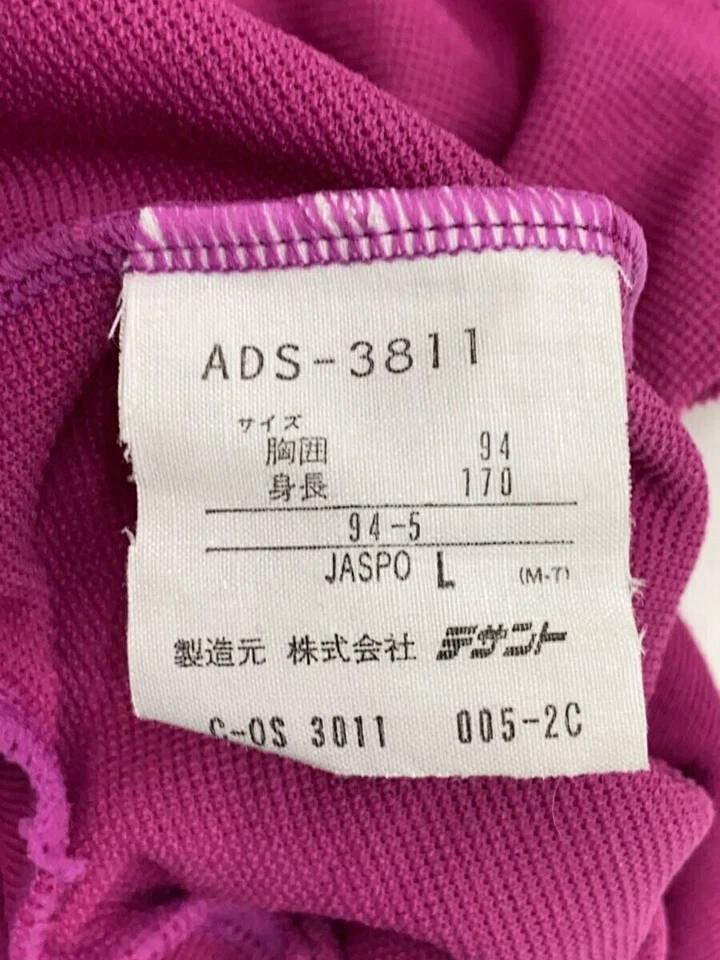 ADS-3811
サイズ
胸囲 94
身長 170
94-5
JASPO L (M-7)
製造元 株式会社 デサント
C-OS 3011 005-2C